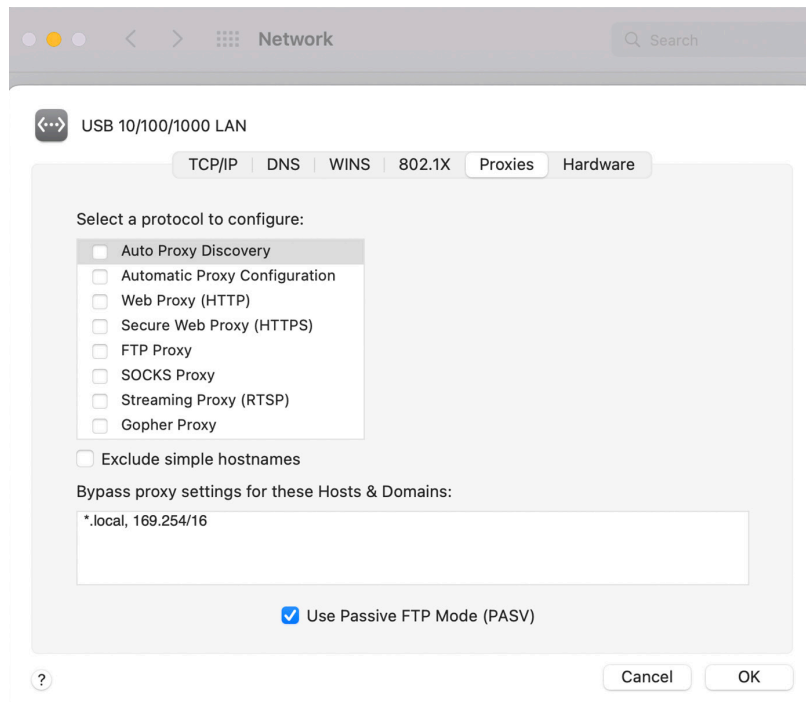 Network
Search
USB 10/100/1000 LAN
TCP/IP DNS WINS 802.1X Proxies Hardware
Select a protocol to configure:
Auto Proxy Discovery
Automatic Proxy Configuration
Web Proxy (HTTP)
Secure Web Proxy (HTTPS)
FTP Proxy
SOCKS Proxy
Streaming Proxy (RTSP)
Gopher Proxy
Exclude simple hostnames
Bypass proxy settings for these Hosts & Domains:
*.local, 169.254/16
Use Passive FTP Mode (PASV)
? Cancel OK